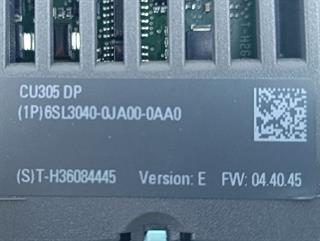 CU305 DP
(1P)6SL3040-0JA00-0AA0
(S)T-H36084445 Version: E FW: 04.40.45